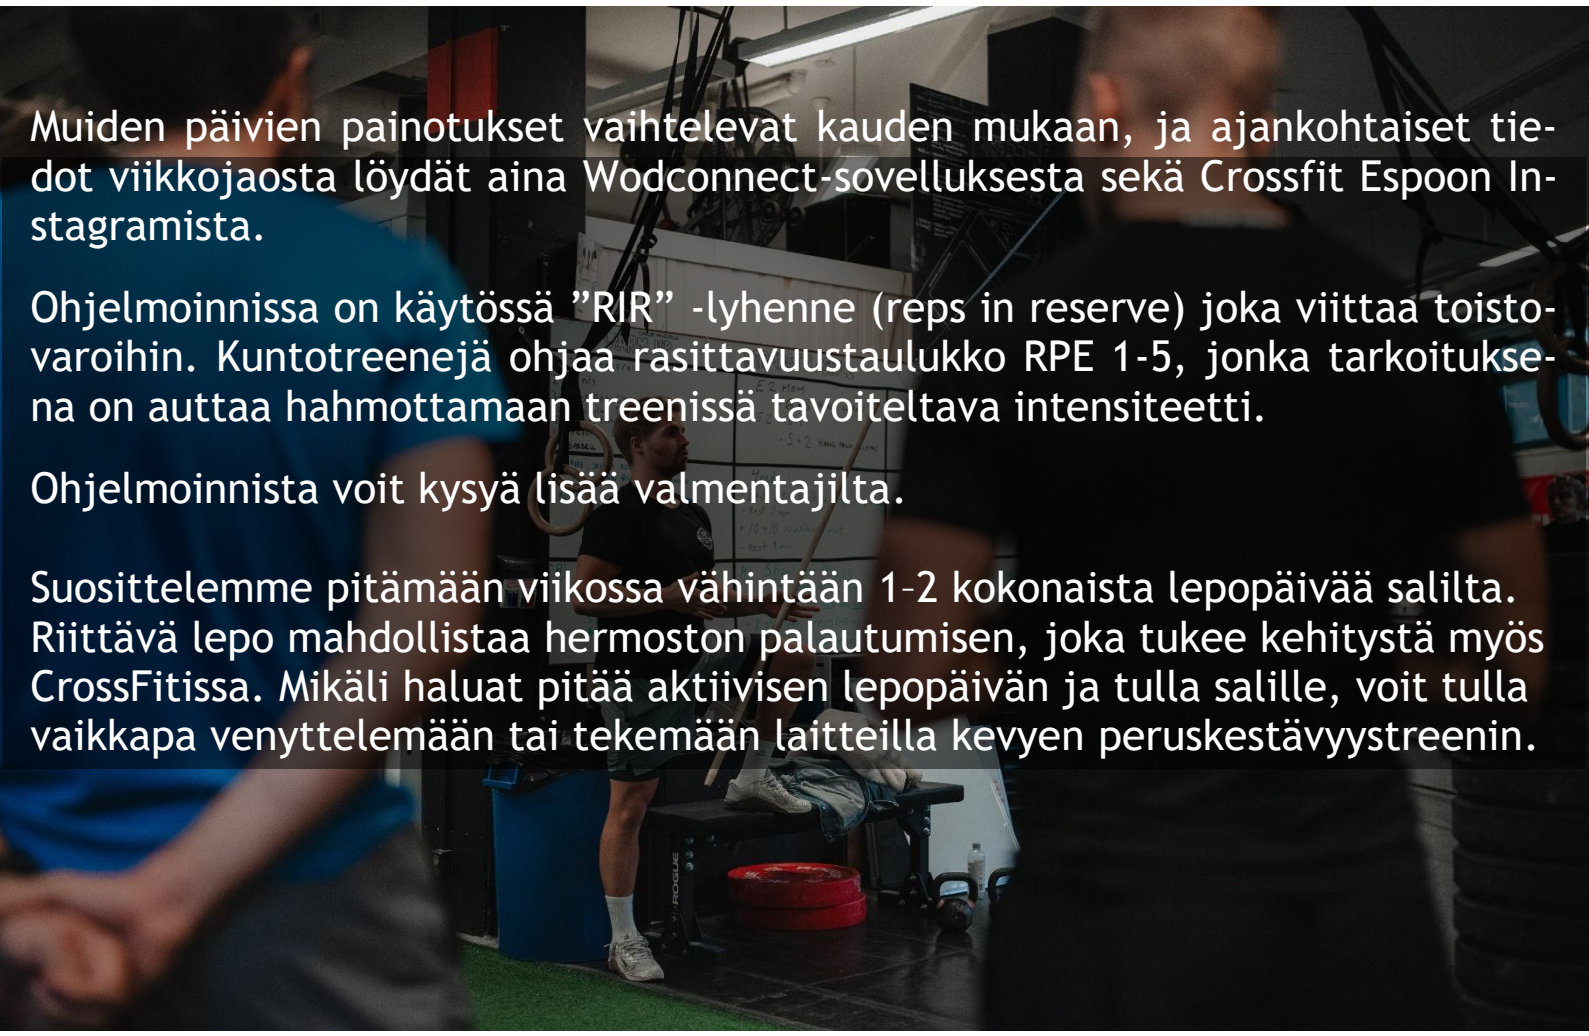 Muiden päivien painotukset vaihtelevat kauden mukaan, ja ajankohtaiset tie-
dot viikkojaosta löydät aina Wodconnect-sovelluksesta sekä Crossfit Espoon In-
stagramista.
Ohjelmoinnissa on käytössä ”RIR” -lyhenne (reps in reserve) joka viittaa toisto-
varoihin. Kuntotreenejä ohjaa rasittavuustaulukko RPE 1-5, jonka tarkoitukse-
na on auttaa hahmottamaan treenissä tavoiteltava intensiteetti.
Ohjelmoinnista voit kysyä lisää valmentajilta.
Suosittelemme pitämään viikossa vähintään 1–2 kokonaista lepopäivää salilta.
Riittävä lepo mahdollistaa hermoston palautumisen, joka tukee kehitystä myös
CrossFitissa. Mikäli haluat pitää aktiivisen lepopäivän ja tulla salille, voit tulla
vaikkapa venyttelemään tai tekemään laitteilla kevyen peruskestävyystreenin.
ROGUE